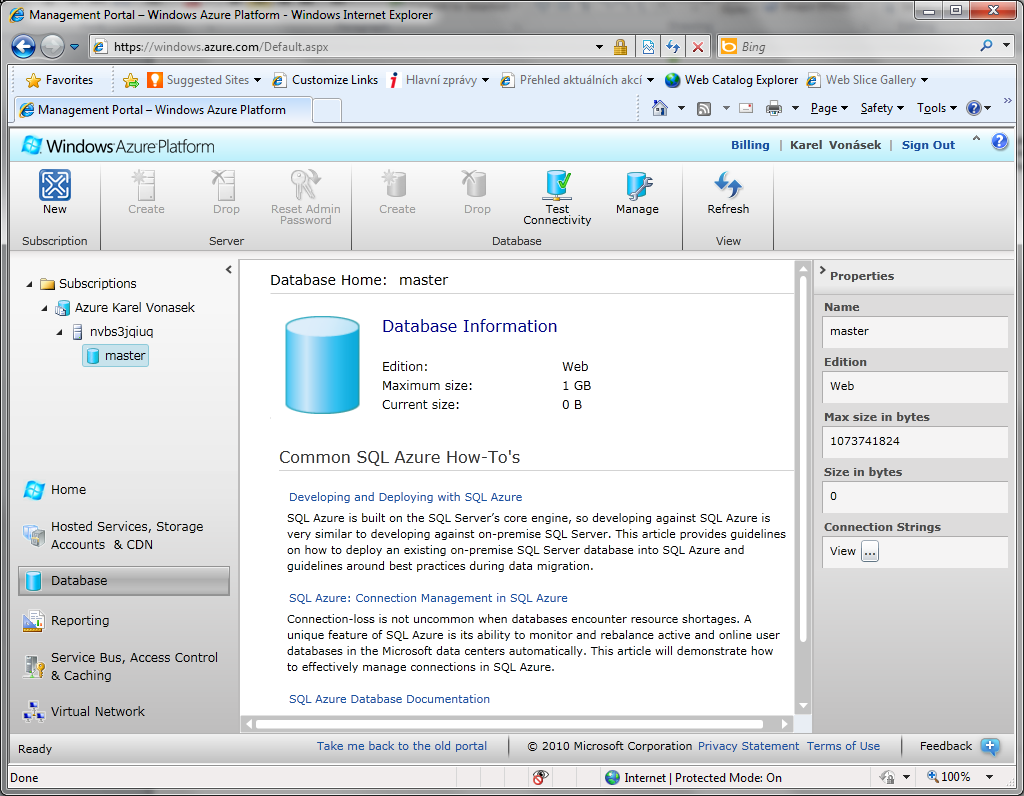 Management Portal – Windows Azure Platform - Windows Internet Explorer
https://windows.azure.com/Default.aspx
Bing
Favorites
Suggested Sites
Customize Links
Hlavní zprávy
Přehled aktuálních akcí
Web Catalog Explorer
Web Slice Gallery
Management Portal – Windows Azure Platform
Page
Safety
Tools
Windows Azure Platform
Billing | Karel Vonásek | Sign Out
New
Create
Drop
Reset Admin
Password
Create
Drop
Test
Connectivity
Manage
Refresh
Subscription
Server
Database
View
Subscriptions
Azure Karel Vonasek
nvbs3jqiuq
master
Home
Hosted Services, Storage
Accounts & CDN
Database
Reporting
Service Bus, Access Control
& Caching
Virtual Network
Database Home: master
Database Information
Edition: Web
Maximum size: 1 GB
Current size: 0 B
Common SQL Azure How-To's
Developing and Deploying with SQL Azure
SQL Azure is built on the SQL Server’s core engine, so developing against SQL Azure is
very similar to developing against on-premise SQL Server. This article provides guidelines
on how to deploy an existing on-premise SQL Server database into SQL Azure and
guidelines around best practices during data migration.
SQL Azure: Connection Management in SQL Azure
Connection-loss is not uncommon when databases encounter resource shortages. A
unique feature of SQL Azure is its ability to monitor and rebalance active and online user
databases in the Microsoft data centers automatically. This article will demonstrate how
to effectively manage connections in SQL Azure.
SQL Azure Database Documentation
Properties
Name
master
Edition
Web
Max size in bytes
1073741824
Size in bytes
0
Connection Strings
View ...
Ready
Take me back to the old portal
© 2010 Microsoft Corporation Privacy Statement Terms of Use
Feedback
Done
Internet | Protected Mode: On
100%